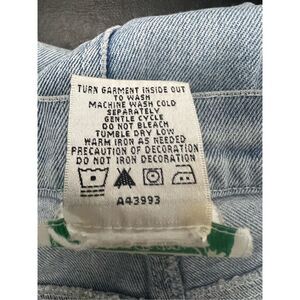 TURN GARMENT INSIDE OUT
TO WASH
MACHINE WASH COLD
SEPARATELY
GENTLE CYCLE
DO NOT BLEACH
TUMBLE DRY LOW
WARM IRON AS NEEDED
PRECAUTION OF DECORATION
DO NOT IRON DECORATION
A43993